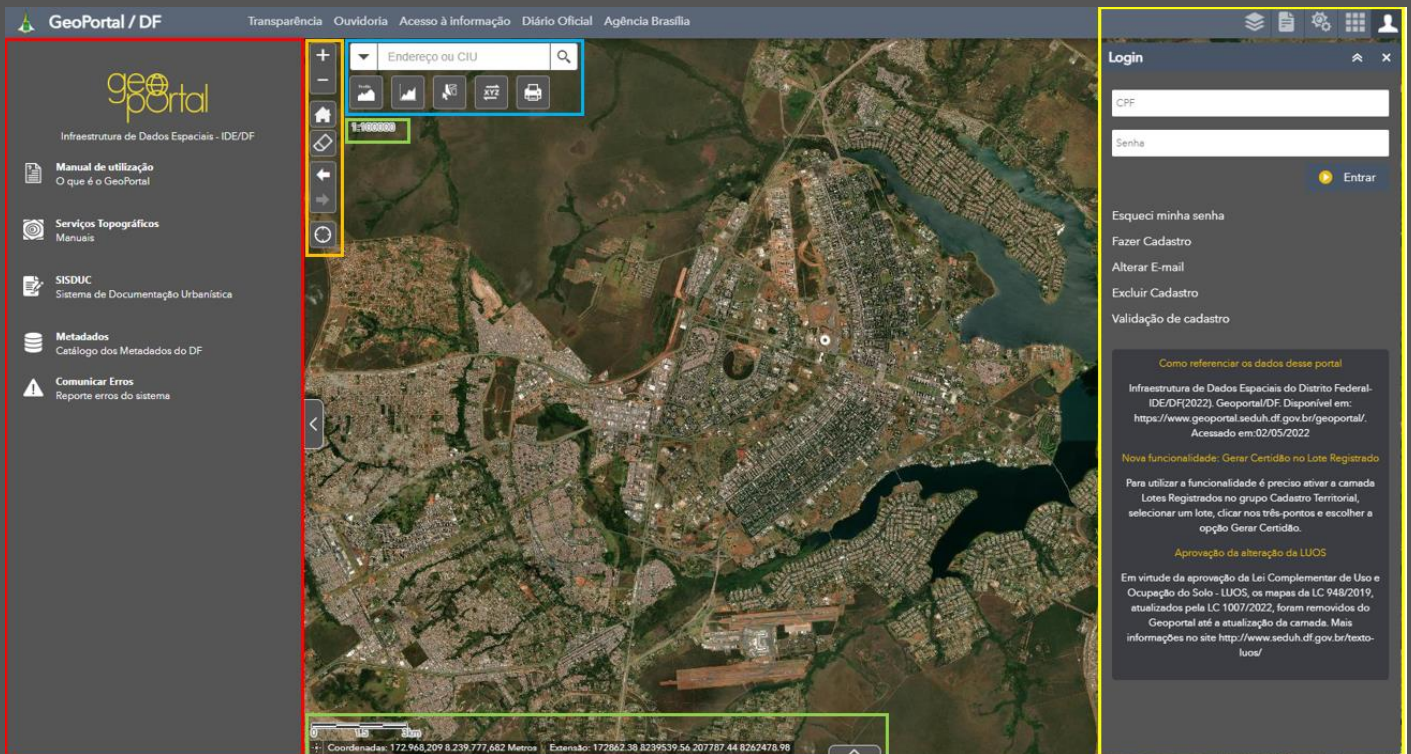 GeoPortal / DF
Transparência Ouvidoria Acesso à informação Diário Oficial Agência Brasília
geoportal
Infraestrutura de Dados Espaciais - IDE/DF
Manual de utilização
O que é o GeoPortal
Serviços Topográficos
Manuais
SISDUC
Sistema de Documentação Urbanística
Metadados
Catálogo dos Metadados do DF
Comunicar Erros
Reporte erros do sistema
Endereço ou CIU
XYZ
1:100000
0 1.5 3km
Coordenadas: 172.968,209 8.239.777,682 Metros Extensão: 172862.38 8239539.56 207787.44 8262478.98
Login
CPF
Senha
Entrar
Esqueci minha senha
Fazer Cadastro
Alterar E-mail
Excluir Cadastro
Validação de cadastro
Como referenciar os dados desse portal
Infraestrutura de Dados Espaciais do Distrito Federal-
IDE/DF(2022). Geoportal/DF. Disponível em:
https://www.geoportal.seduh.df.gov.br/geoportal/.
Acessado em:02/05/2022
Nova funcionalidade: Gerar Certidão no Lote Registrado
Para utilizar a funcionalidade é preciso ativar a camada
Lotes Registrados no grupo Cadastro Territorial,
selecionar um lote, clicar nos três-pontos e escolher a
opção Gerar Certidão.
Aprovação da alteração da LUOS
Em virtude da aprovação da Lei Complementar de Uso e
Ocupação do Solo - LUOS, os mapas da LC 948/2019,
atualizados pela LC 1007/2022, foram removidos do
Geoportal até a atualização da camada. Mais
informações no site http://www.seduh.df.gov.br/texto-
luos/